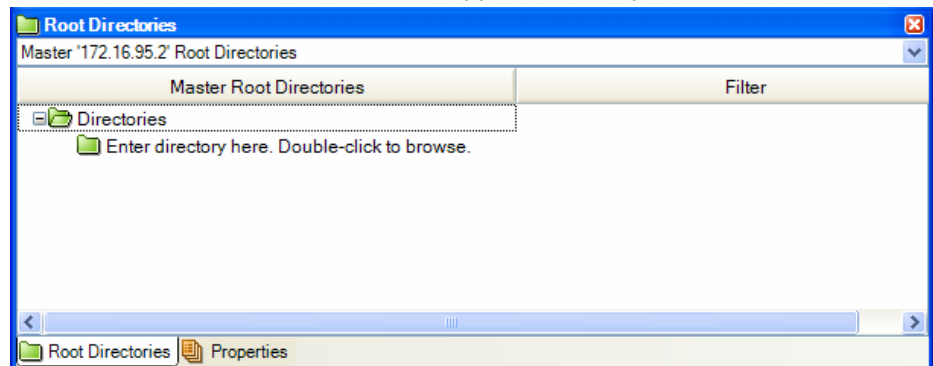 Root Directories
Master '172.16.95.2' Root Directories
Master Root Directories Filter
Directories
Enter directory here. Double-click to browse.
Root Directories Properties